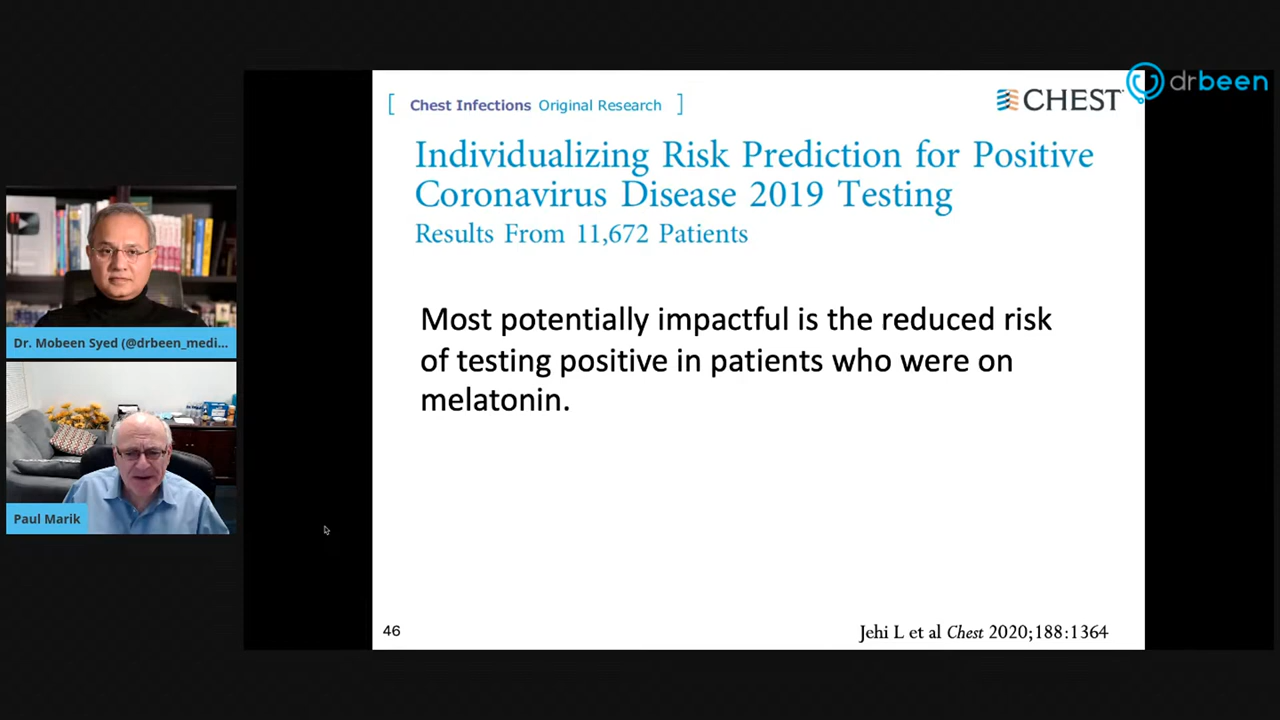 [ Chest Infections Original Research ]
CHEST
drbeen
Individualizing Risk Prediction for Positive
Coronavirus Disease 2019 Testing
Results From 11,672 Patients
Most potentially impactful is the reduced risk
of testing positive in patients who were on
melatonin.
Dr. Mobeen Syed (@drbeen_medi...
Paul Marik
46
Jehi L et al Chest 2020;188:1364